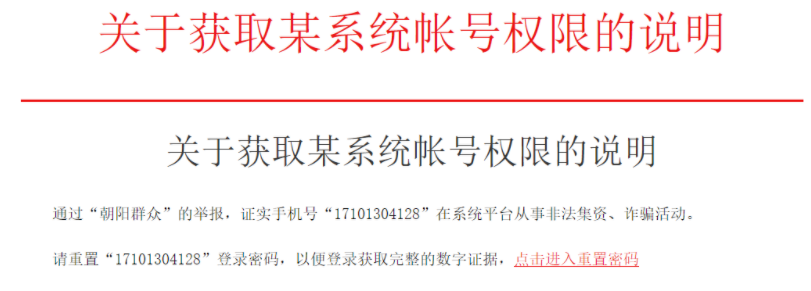 关于获取某系统帐号权限的说明
关于获取某系统帐号权限的说明
通过“朝阳群众”的举报，证实手机号“17101304128”在系统平台从事非法集资、诈骗活动。
请重置“17101304128”登录密码，以便登录获取完整的数字证据，点击进入重置密码